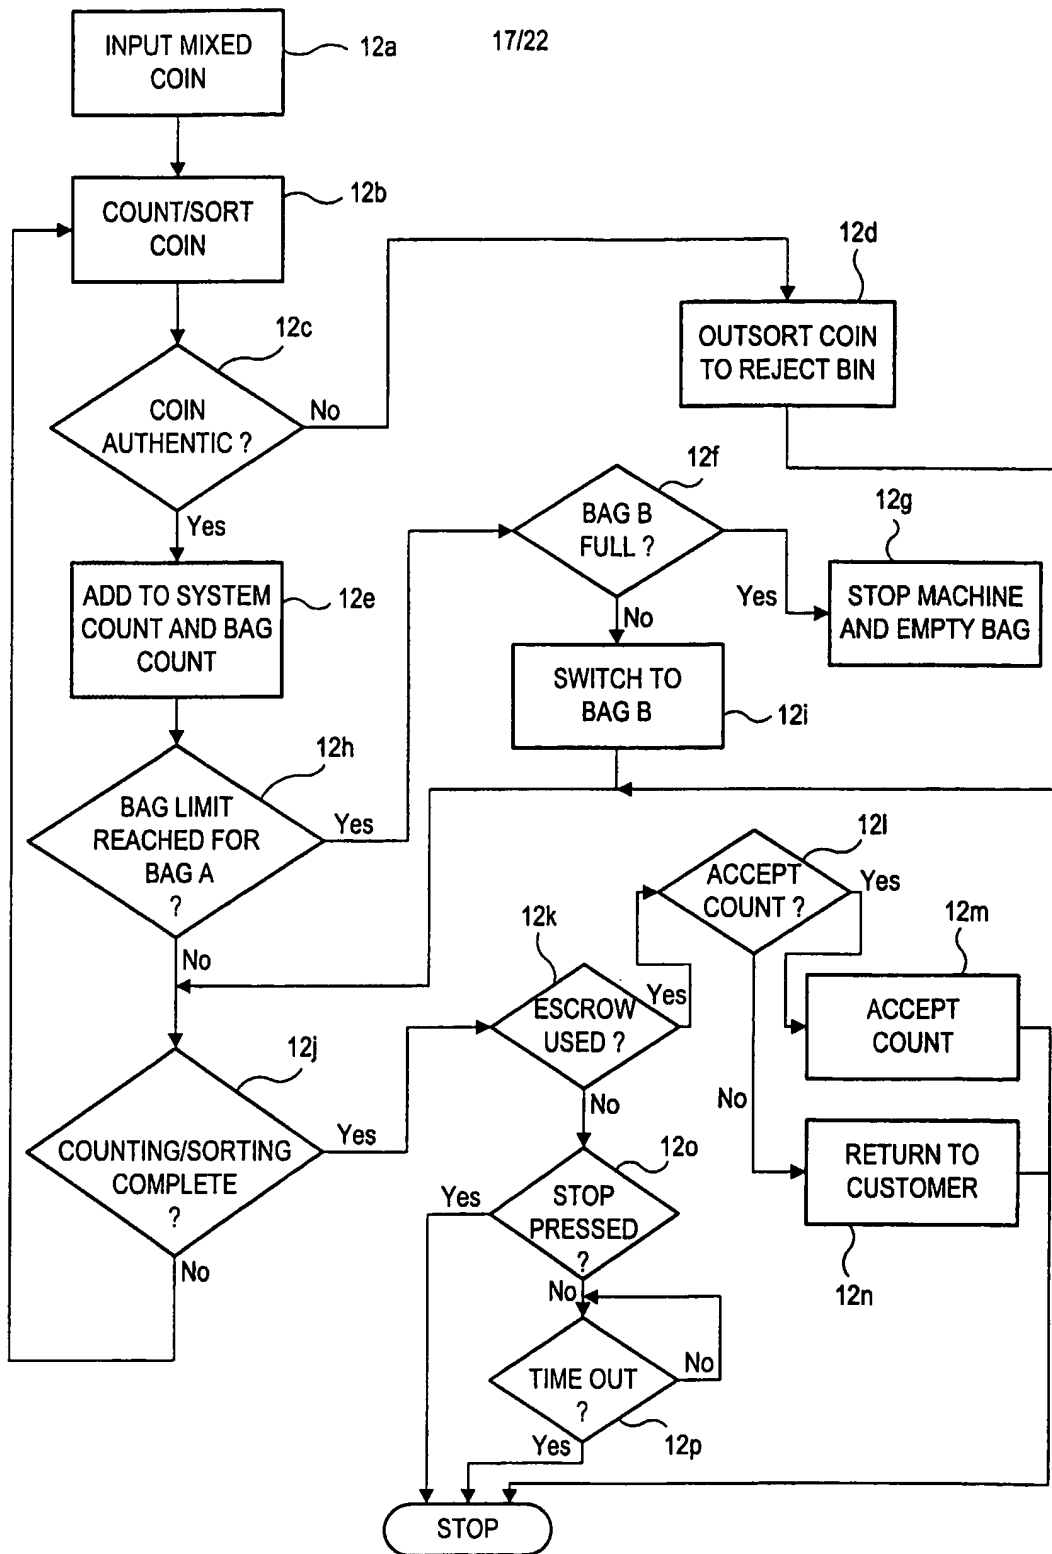 17/22
INPUT MIXED
COIN
12a
COUNT/SORT
COIN
12b
12c
COIN
AUTHENTIC ?
No
Yes
12d
OUTSORT COIN
TO REJECT BIN
ADD TO SYSTEM
COUNT AND BAG
COUNT
12e
12f
BAG B
FULL ?
Yes
No
12g
STOP MACHINE
AND EMPTY BAG
SWITCH TO
BAG B
12i
12h
BAG LIMIT
REACHED FOR
BAG A
?
Yes
No
12j
COUNTING/SORTING
COMPLETE
?
Yes
No
12k
ESCROW
USED ?
Yes
No
12l
ACCEPT
COUNT ?
Yes
No
12m
ACCEPT
COUNT
RETURN TO
CUSTOMER
12n
12o
STOP
PRESSED
?
Yes
No
TIME OUT
?
No
Yes
12p
STOP